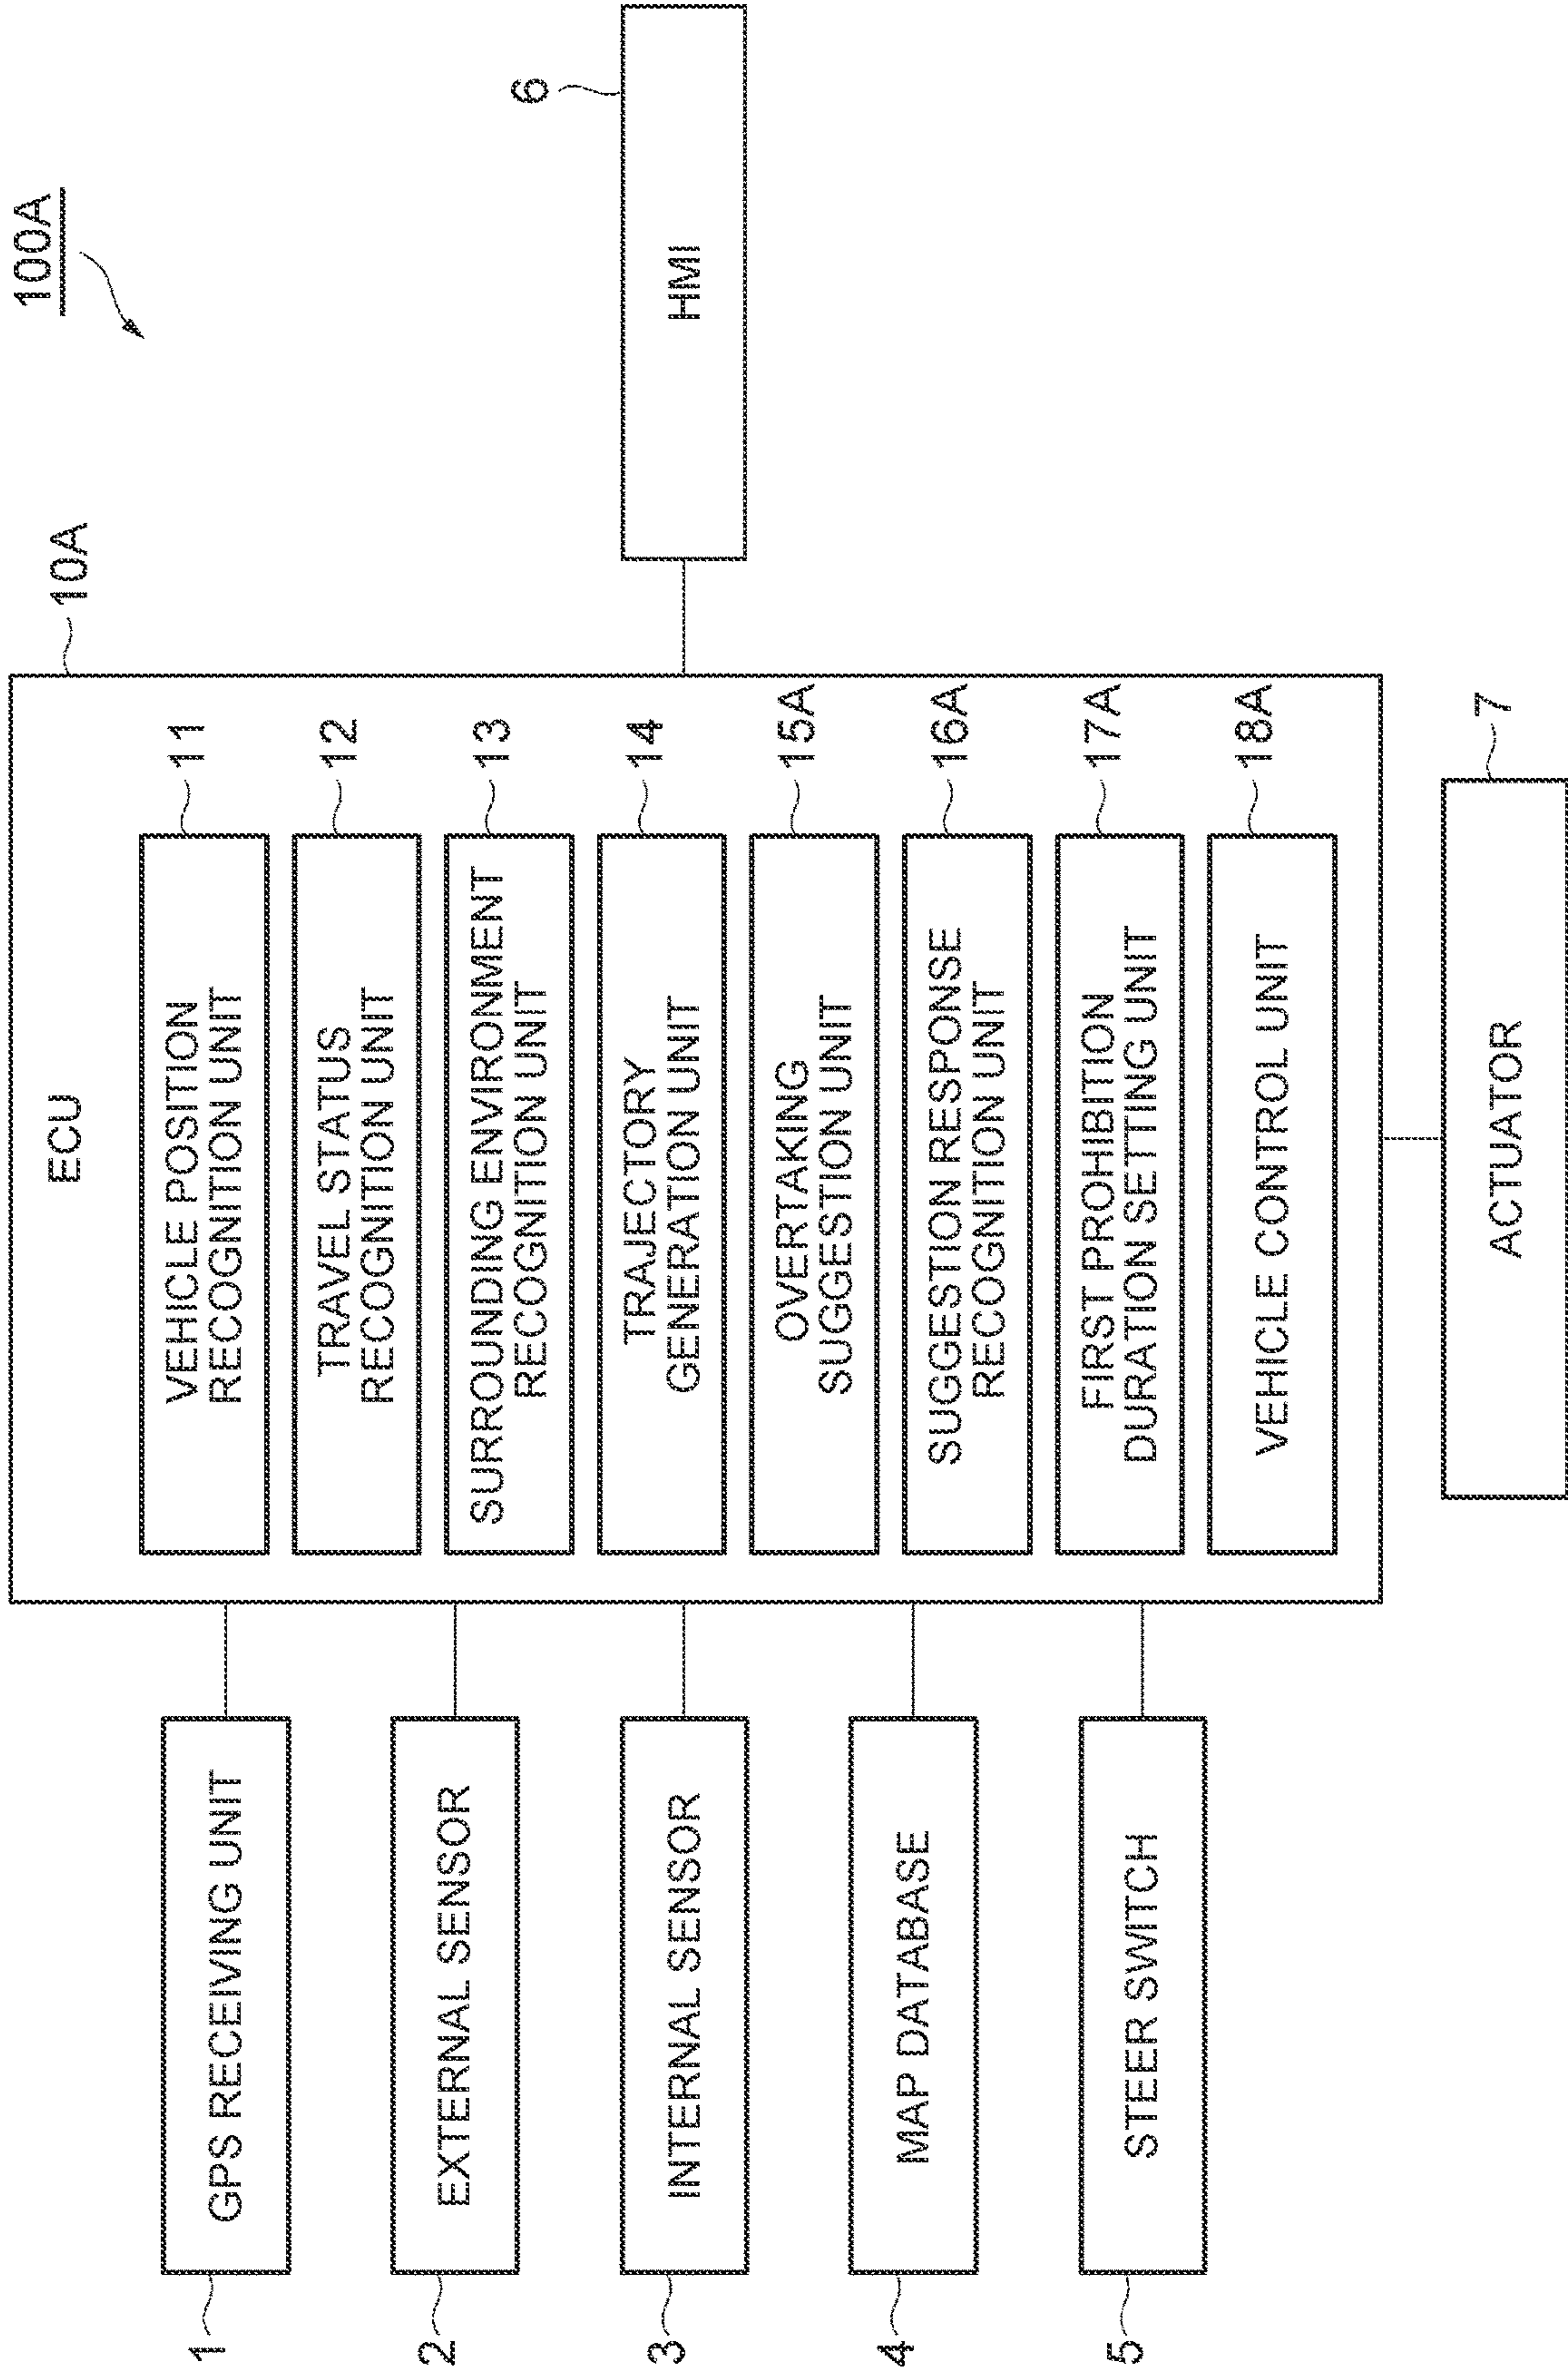 100A
10A
ECU
1
GPS RECEIVING UNIT
2
EXTERNAL SENSOR
3
INTERNAL SENSOR
4
MAP DATABASE
5
STEER SWITCH
VEHICLE POSITION
RECOGNITION UNIT
11
TRAVEL STATUS
RECOGNITION UNIT
12
SURROUNDING ENVIRONMENT
RECOGNITION UNIT
13
TRAJECTORY
GENERATION UNIT
14
OVERTAKING
SUGGESTION UNIT
15A
SUGGESTION RESPONSE
RECOGNITION UNIT
16A
FIRST PROHIBITION
DURATION SETTING UNIT
17A
VEHICLE CONTROL UNIT
18A
6
HMI
7
ACTUATOR